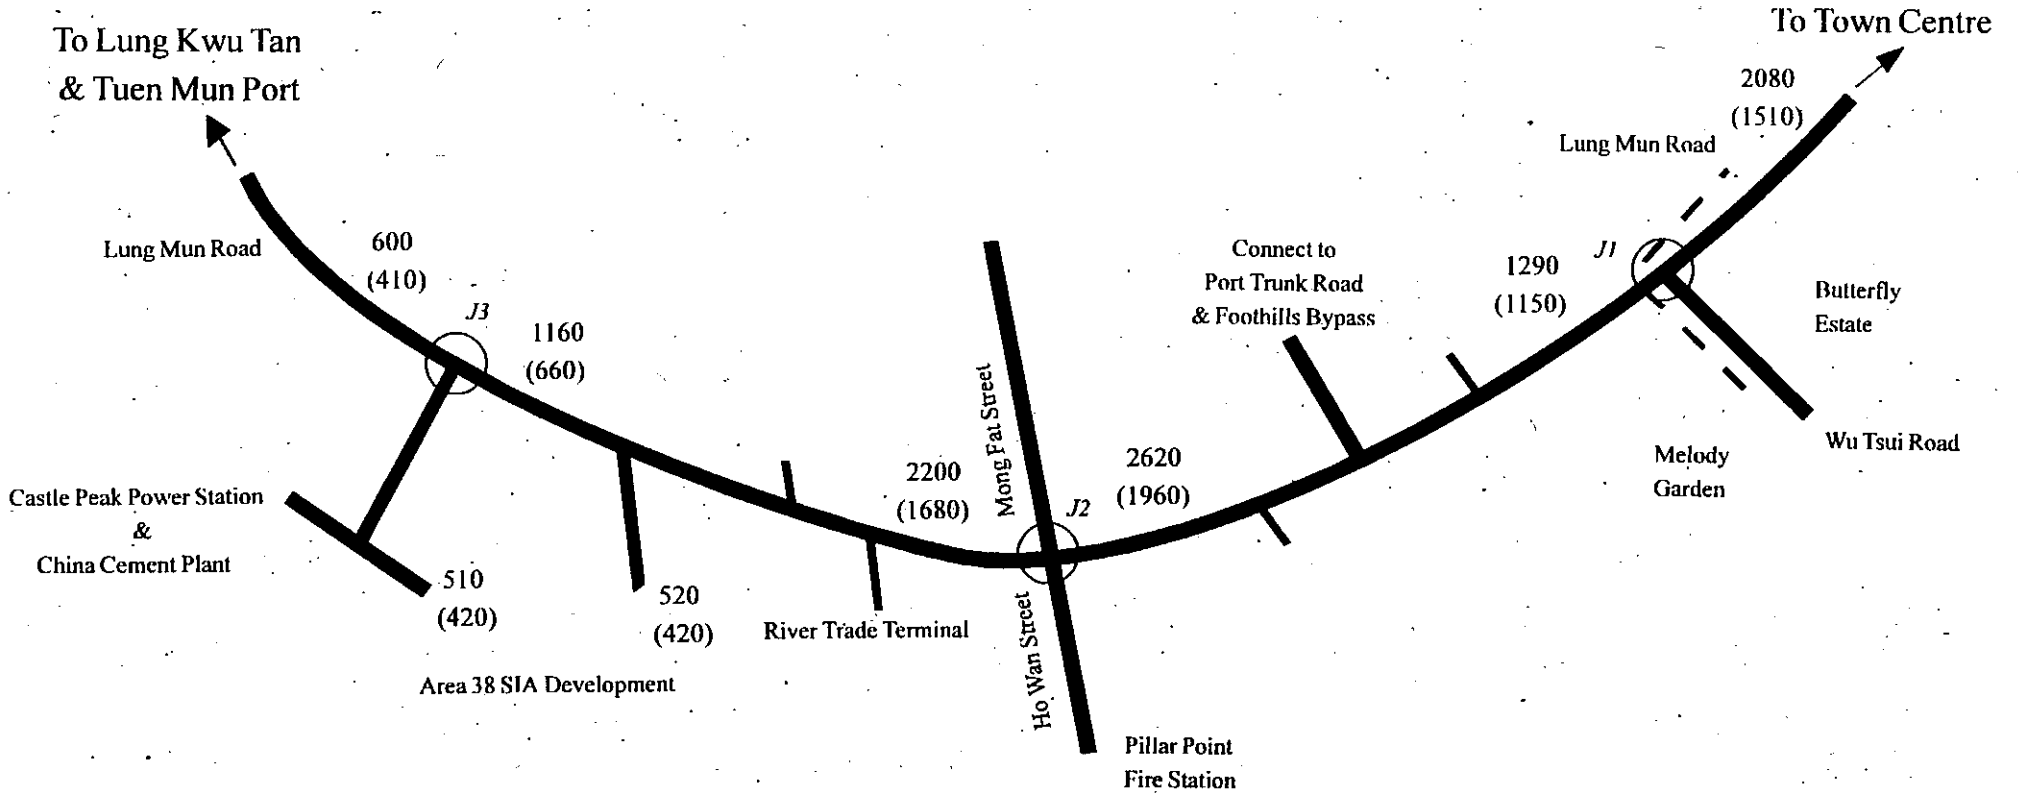 To Lung Kwu Tan
& Tuen Mun Port
To Town Centre
2080
(1510)
Lung Mun Road
Lung Mun Road
600
(410)
J3
1160
(660)
Connect to
Port Trunk Road
& Foothills Bypass
1290
(1150)
J1
Butterfly
Estate
Wu Tsui Road
Melody
Garden
Mong Fat Street
2200
(1680)
2620
(1960)
J2
Castle Peak Power Station
&
China Cement Plant
510
(420)
520
(420)
River Trade Terminal
Ho Wan Street
Area 38 SIA Development
Pillar Point
Fire Station